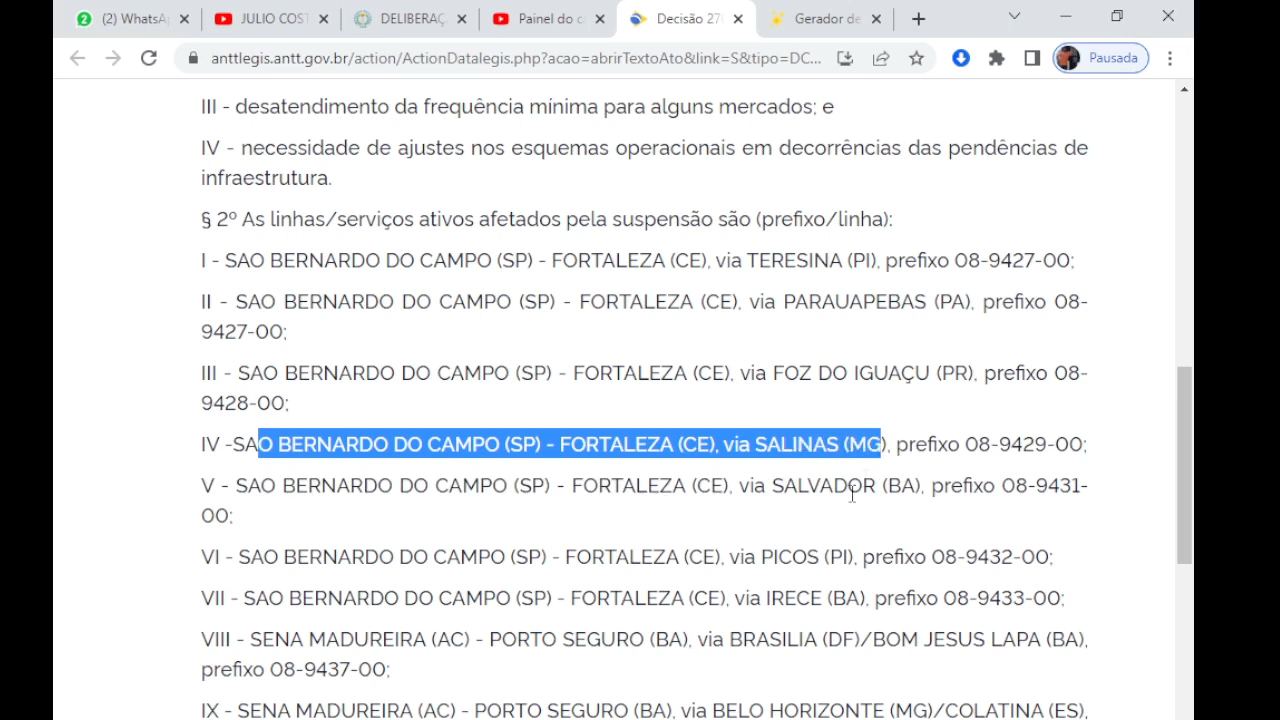 (2) WhatsA
JULIO COST
DELIBERAÇ
Painel do c
Decisão 27
Gerador de
anttlegis.antt.gov.br/action/ActionDatalegis.php?acao=abrirTextoAto&link=S&tipo=DC...
Pausada
III - desatendimento da frequência mínima para alguns mercados; e
IV - necessidade de ajustes nos esquemas operacionais em decorrências das pendências de
infraestrutura.
§ 2º As linhas/serviços ativos afetados pela suspensão são (prefixo/linha):
I - SAO BERNARDO DO CAMPO (SP) - FORTALEZA (CE), via TERESINA (PI), prefixo 08-9427-00;
II - SAO BERNARDO DO CAMPO (SP) - FORTALEZA (CE), via PARAUAPEBAS (PA), prefixo 08-
9427-00;
III - SAO BERNARDO DO CAMPO (SP) - FORTALEZA (CE), via FOZ DO IGUAÇU (PR), prefixo 08-
9428-00;
IV -SAO BERNARDO DO CAMPO (SP) - FORTALEZA (CE), via SALINAS (MG), prefixo 08-9429-00;
V - SAO BERNARDO DO CAMPO (SP) - FORTALEZA (CE), via SALVADOR (BA), prefixo 08-9431-
00;
VI - SAO BERNARDO DO CAMPO (SP) - FORTALEZA (CE), via PICOS (PI), prefixo 08-9432-00;
VII - SAO BERNARDO DO CAMPO (SP) - FORTALEZA (CE), via IRECE (BA), prefixo 08-9433-00;
VIII - SENA MADUREIRA (AC) - PORTO SEGURO (BA), via BRASILIA (DF)/BOM JESUS LAPA (BA),
prefixo 08-9437-00;
IX - SENA MADUREIRA (AC) - PORTO SEGURO (BA), via BELO HORIZONTE (MG)/COLATINA (ES),